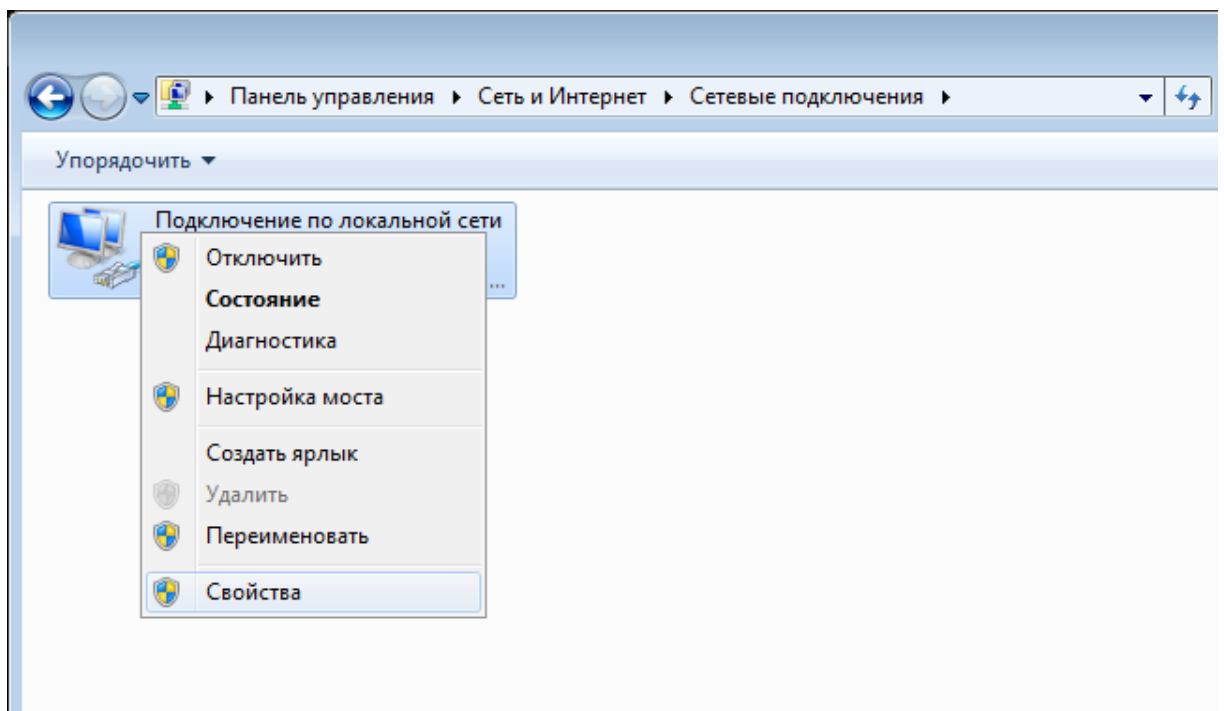 Панель управления Сеть и Интернет Сетевые подключения
Упорядочить
Подключение по локальной сети
Отключить
...
Состояние
Диагностика
Настройка моста
Создать ярлык
Удалить
Переименовать
Свойства